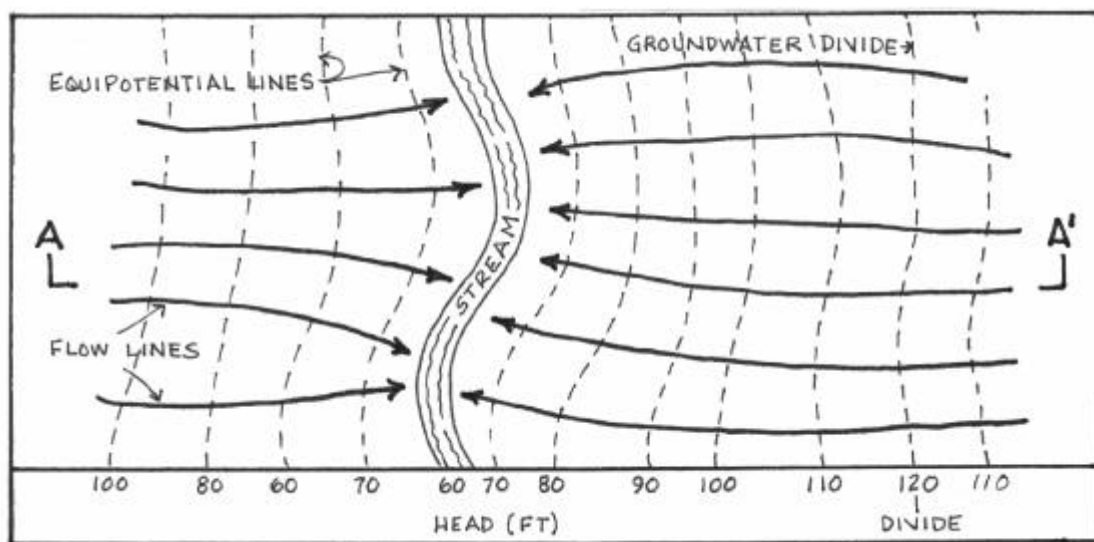 GROUNDWATER DIVIDE
EQUIPOTENTIAL LINES
A
A'
STREAM
FLOW LINES
100 80 60 70 60 70 80 90 100 110 120 110
HEAD (FT)
DIVIDE